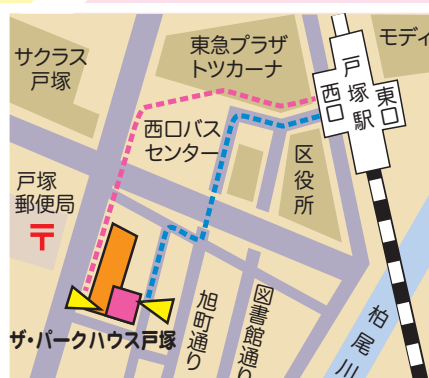 サクラス
戸塚
東急プラザ
トツカーナ
モディ
戸塚駅
西口
東口
西口バス
センター
区役所
戸塚
郵便局
〒
ザ・パークハウス戸塚
旭町通り
図書館通り
柏尾川